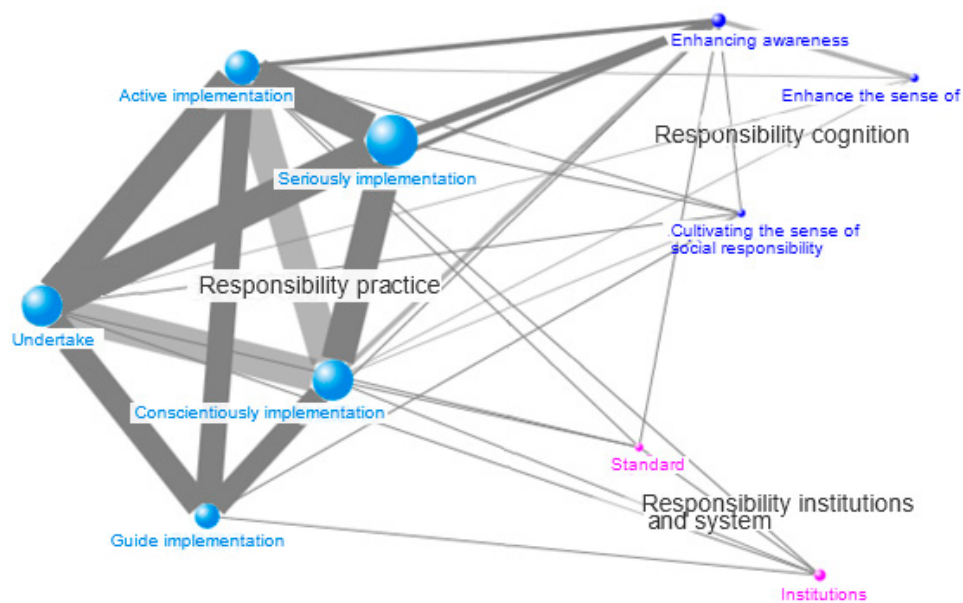 Enhancing awareness
Active implementation
Enhance the sense of
Responsibility cognition
Seriously implementation
Cultivating the sense of
social responsibility
Responsibility practice
Undertake
Conscientiously implementation
Standard
Responsibility institutions
and system
Guide implementation
Institutions